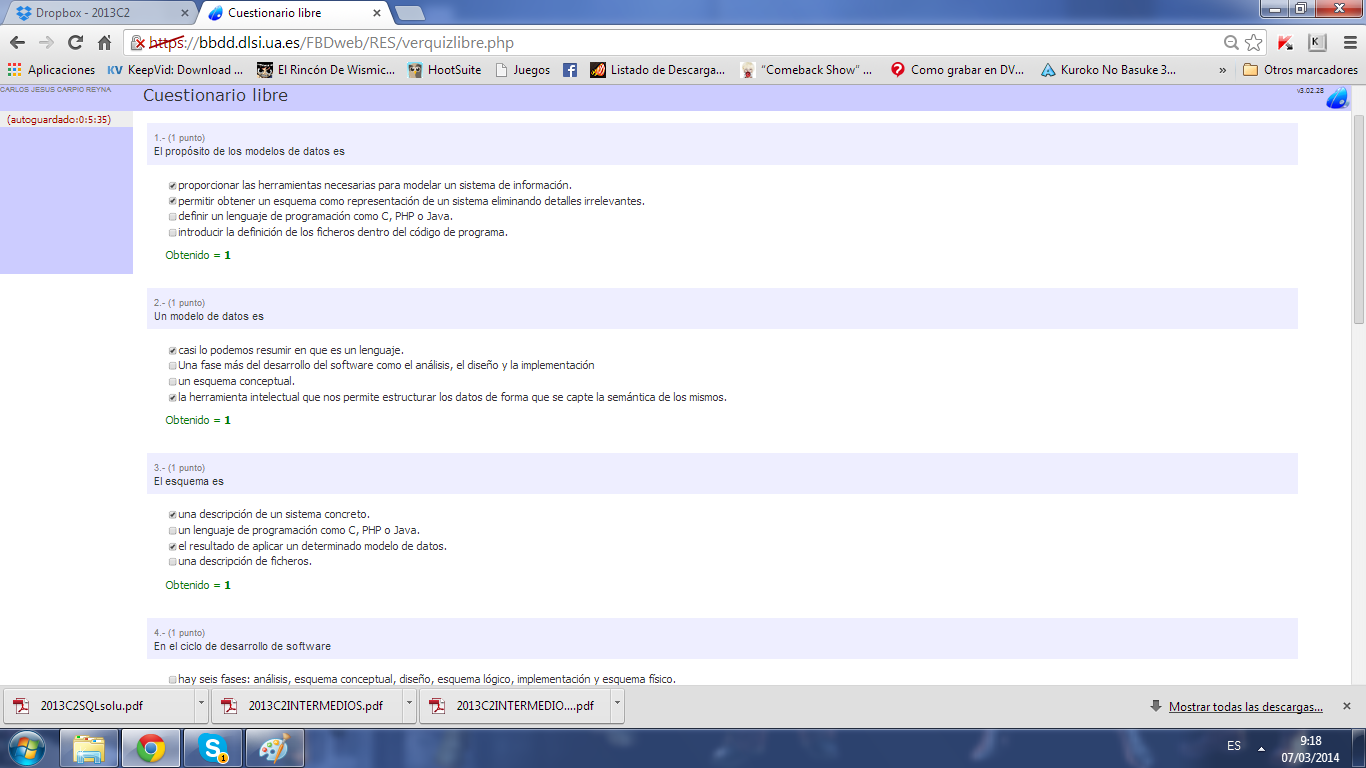 Dropbox - 2013C2
Cuestionario libre
https://bbdd.dlsi.ua.es/FBDweb/RES/verquizlibre.php
Aplicaciones
KV KeepVid: Download ...
El Rincón De Wismic...
HootSuite
Juegos
Listado de Descarga...
"Comeback Show" ...
Como grabar en DV...
Kuroko No Basuke 3...
»
Otros marcadores
CARLOS JESUS CARPIO REYNA
Cuestionario libre
v3.02.28
(autoguardado:0:5:35)
1.- (1 punto)
El propósito de los modelos de datos es
proporcionar las herramientas necesarias para modelar un sistema de información.
permitir obtener un esquema como representación de un sistema eliminando detalles irrelevantes.
definir un lenguaje de programación como C, PHP o Java.
introducir la definición de los ficheros dentro del código de programa.
Obtenido = 1
2.- (1 punto)
Un modelo de datos es
casi lo podemos resumir en que es un lenguaje.
Una fase más del desarrollo del software como el análisis, el diseño y la implementación
un esquema conceptual.
la herramienta intelectual que nos permite estructurar los datos de forma que se capte la semántica de los mismos.
Obtenido = 1
3.- (1 punto)
El esquema es
una descripción de un sistema concreto.
un lenguaje de programación como C, PHP o Java.
el resultado de aplicar un determinado modelo de datos.
una descripción de ficheros.
Obtenido = 1
4.- (1 punto)
En el ciclo de desarrollo de software
hay seis fases: análisis, esquema conceptual, diseño, esquema lógico, implementación y esquema físico.
2013C2SQLsolu.pdf
2013C2INTERMEDIOS.pdf
2013C2INTERMEDIO....pdf
Mostrar todas las descargas...
ES
9:18
07/03/2014